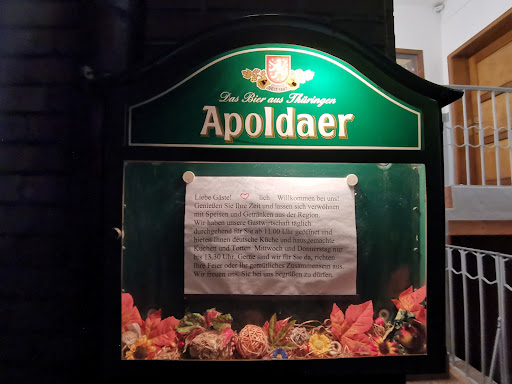 Das Bier aus Thüringen
Apoldaer
Liebe Gäste! lich Willkommen bei uns!
Genießen Sie Ihre Zeit und lassen sich verwöhnen
mit Speisen und Getränken aus der Region.
Wir haben unsere Gastwirtschaft täglich
durchgehend für Sie ab 11.00 Uhr geöffnet und
bieten Ihnen deutsche Küche und hausgemachte
Kuchen und Torten. Mittwoch und Donnerstag nur
bis 13.30 Uhr. Gerne sind wir für Sie da, richten
Ihre Feier oder Ihr gemütliches Zusammensein aus.
Wir freuen uns, Sie bei uns begrüßen zu dürfen.